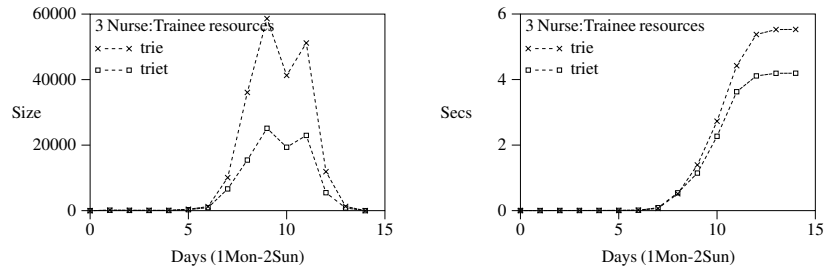 3 Nurse:Trainee resources
trie
triet
60000
40000
20000
0
Size
0 5 10 15
Days (1Mon-2Sun)
3 Nurse:Trainee resources
trie
triet
6
4
2
0
Secs
0 5 10 15
Days (1Mon-2Sun)